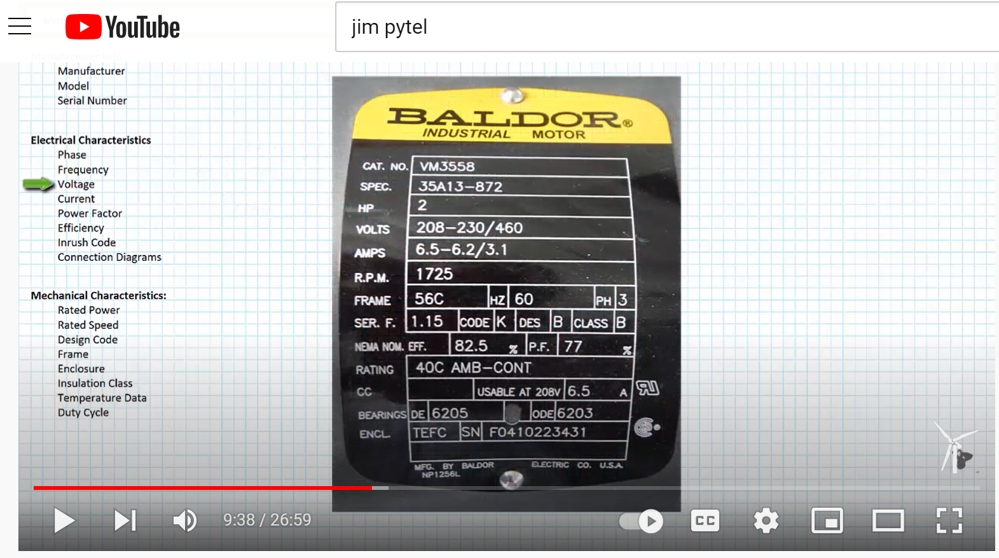 YouTube
jim pytel
Manufacturer Info
Manufacturer
Model
Serial Number
Electrical Characteristics
Phase
Frequency
Voltage
Current
Power Factor
Efficiency
Inrush Code
Connection Diagrams
Mechanical Characteristics:
Rated Power
Rated Speed
Design Code
Frame
Enclosure
Insulation Class
Temperature Data
Duty Cycle
BALDOR®
INDUSTRIAL MOTOR
CAT. NO. VM3558
SPEC. 35A13-872
HP 2
VOLTS 208-230/460
AMPS 6.5-6.2/3.1
R.P.M. 1725
FRAME 56C HZ 60 PH 3
SER. F. 1.15 CODE K DES B CLASS B
NEMA NOM. EFF. 82.5 % P.F. 77 %
RATING 40C AMB-CONT
CC USABLE AT 208V 6.5 A
BEARINGS DE 6205 ODE 6203
ENCL. TEFC SN F0410223431
MFG. BY BALDOR ELECTRIC CO. U.S.A.
NP1256L
9:38 / 26:59
CC